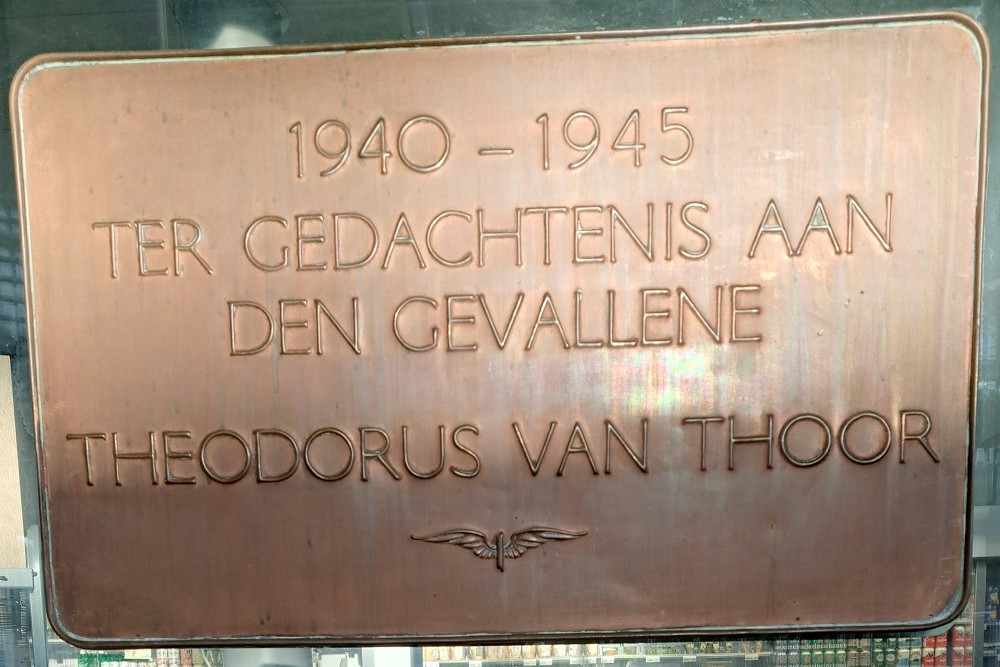 1940 – 1945
TER GEDACHTENIS AAN
DEN GEVALLENE
THEODORUS VAN THOOR